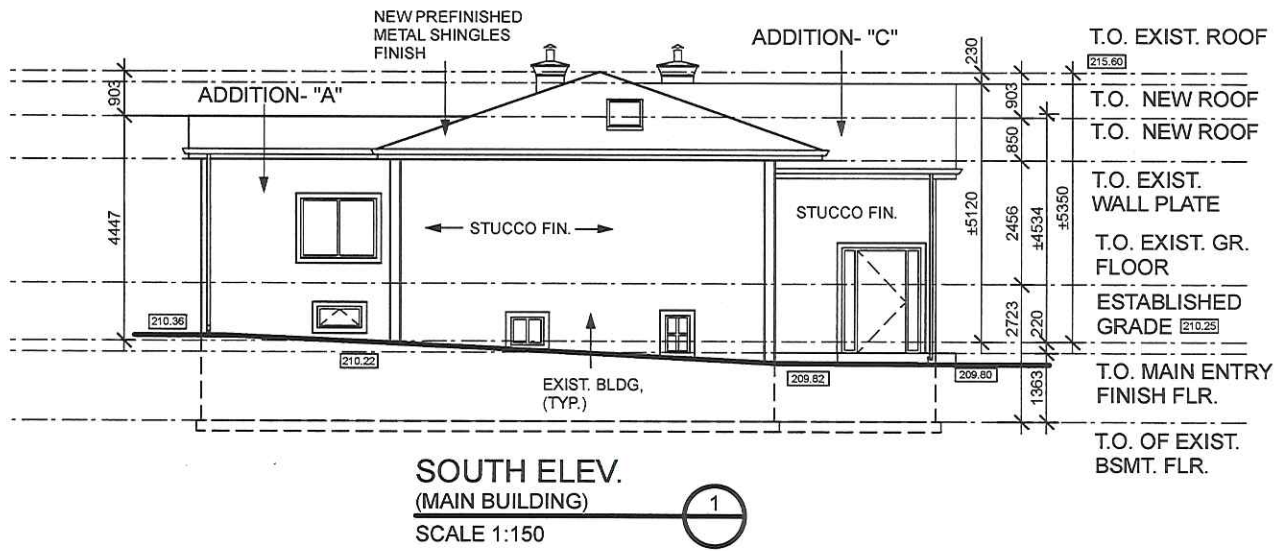 NEW PREFINISHED
METAL SHINGLES
FINISH
ADDITION- "C"
230
T.O. EXIST. ROOF
215.60
903
ADDITION- "A"
903
T.O. NEW ROOF
850
T.O. NEW ROOF
4447
STUCCO FIN.
STUCCO FIN.
±5120
2456
±4534
±5350
T.O. EXIST.
WALL PLATE
T.O. EXIST. GR.
FLOOR
210.36
2723
220
ESTABLISHED
GRADE 210.25
210.22
EXIST. BLDG,
(TYP.)
209.82
209.80
1363
T.O. MAIN ENTRY
FINISH FLR.
T.O. OF EXIST.
BSMT. FLR.
SOUTH ELEV.
(MAIN BUILDING)
1
SCALE 1:150